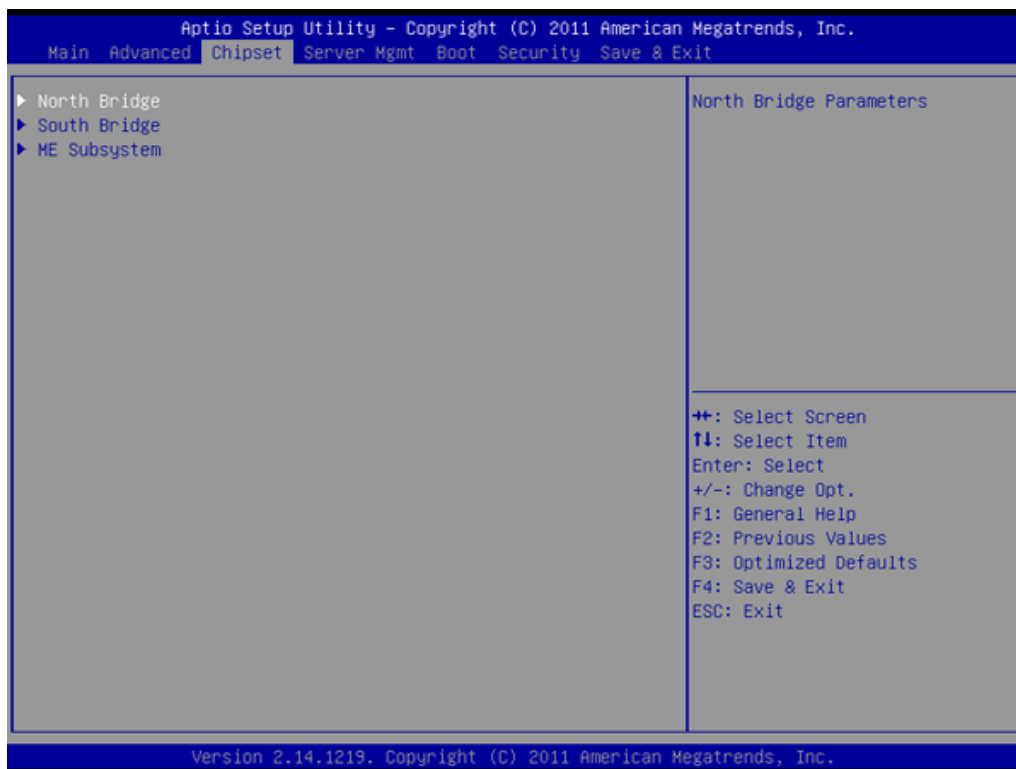 Aptio Setup Utility – Copyright (C) 2011 American Megatrends, Inc.
Main Advanced Chipset Server Mgmt Boot Security Save & Exit
North Bridge
South Bridge
ME Subsystem
North Bridge Parameters
→←: Select Screen
↑↓: Select Item
Enter: Select
+/-: Change Opt.
F1: General Help
F2: Previous Values
F3: Optimized Defaults
F4: Save & Exit
ESC: Exit
Version 2.14.1219. Copyright (C) 2011 American Megatrends, Inc.